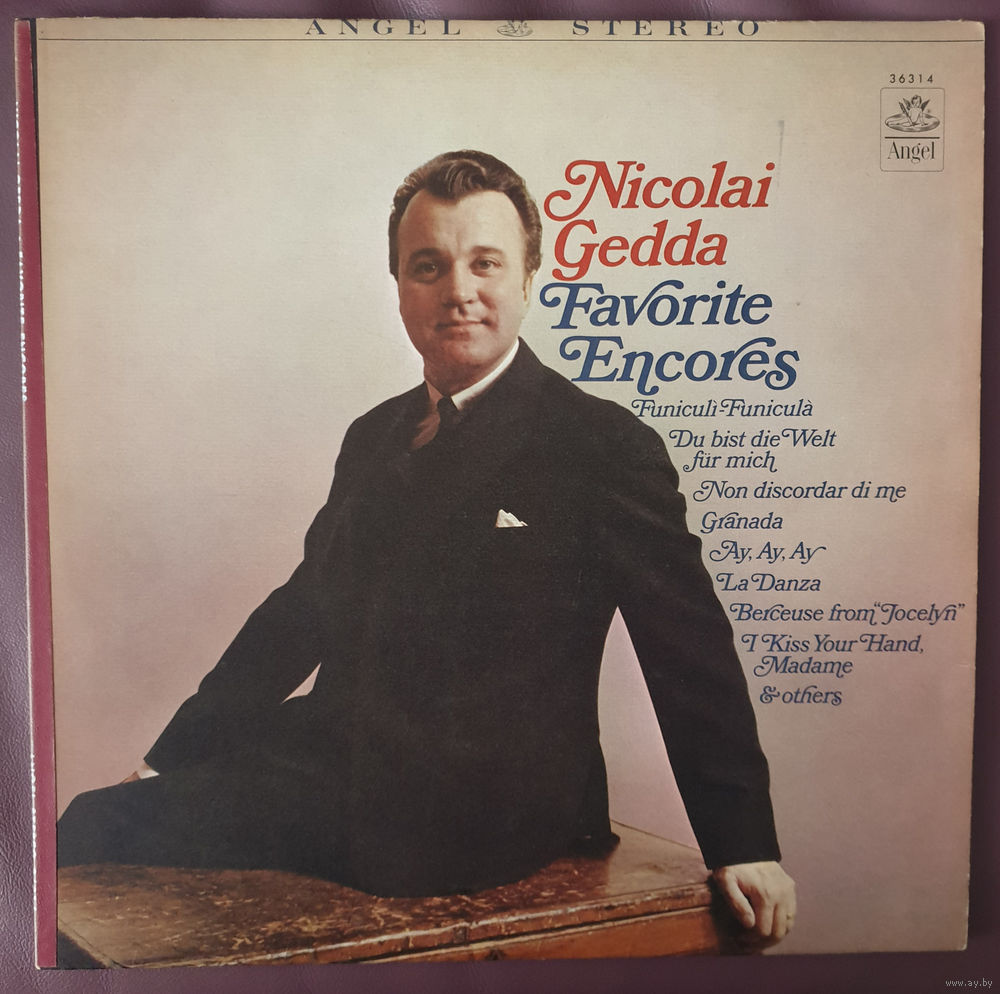 ANGEL STEREO
36314
Angel
Nicolai
Gedda
Favorite
Encores
Funiculì-Funiculà
Du bist die Welt
für mich
Non discordar di me
Granada
Ay, Ay, Ay
La Danza
Berceuse from "Jocelyn"
I Kiss Your Hand,
Madame
& others
www.ay.by